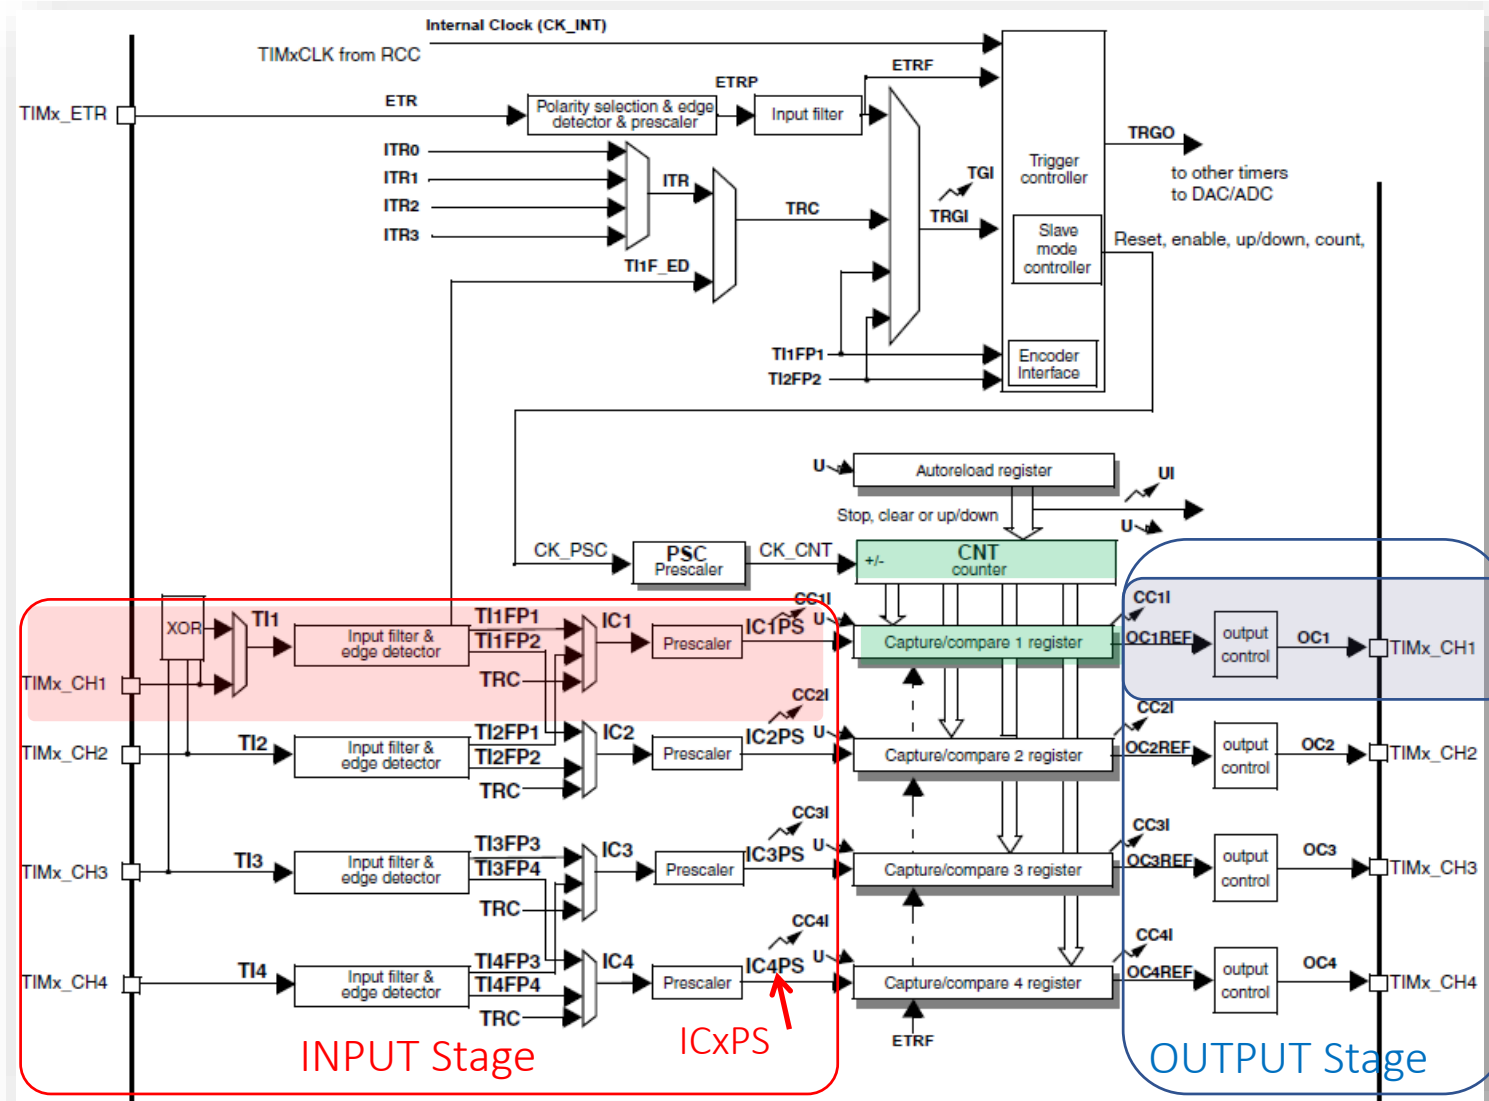 Internal Clock (CK_INT)
TIMxCLK from RCC
ETRF
ETRP
ETR
TIMx_ETR
Polarity selection & edge
detector & prescaler
Input filter
TRGO
ITR0
ITR1
ITR2
ITR3
ITR
TRC
TGI
TRGI
Trigger
controller
to other timers
to DAC/ADC
Slave
mode
controller
Reset, enable, up/down, count,
TI1F_ED
TI1FP1
TI2FP2
Encoder
Interface
U
Autoreload register
UI
Stop, clear or up/down
U
CK_PSC
PSC
Prescaler
CK_CNT
+/-
CNT
counter
XOR
TI1
Input filter &
edge detector
TI1FP1
TI1FP2
TRC
IC1
Prescaler
CC1I
IC1PS
U
Capture/compare 1 register
CC1I
OC1REF
output
control
OC1
TIMx_CH1
TIMx_CH1
TIMx_CH2
TI2
Input filter &
edge detector
TI2FP1
TI2FP2
TRC
IC2
Prescaler
CC2I
IC2PS
U
Capture/compare 2 register
CC2I
OC2REF
output
control
OC2
TIMx_CH2
TIMx_CH3
TI3
Input filter &
edge detector
TI3FP3
TI3FP4
TRC
IC3
Prescaler
CC3I
IC3PS
U
Capture/compare 3 register
CC3I
OC3REF
output
control
OC3
TIMx_CH3
TIMx_CH4
TI4
Input filter &
edge detector
TI4FP3
TI4FP4
TRC
IC4
Prescaler
CC4I
IC4PS
U
Capture/compare 4 register
CC4I
OC4REF
output
control
OC4
TIMx_CH4
ETRF
INPUT Stage
ICxPS
OUTPUT Stage